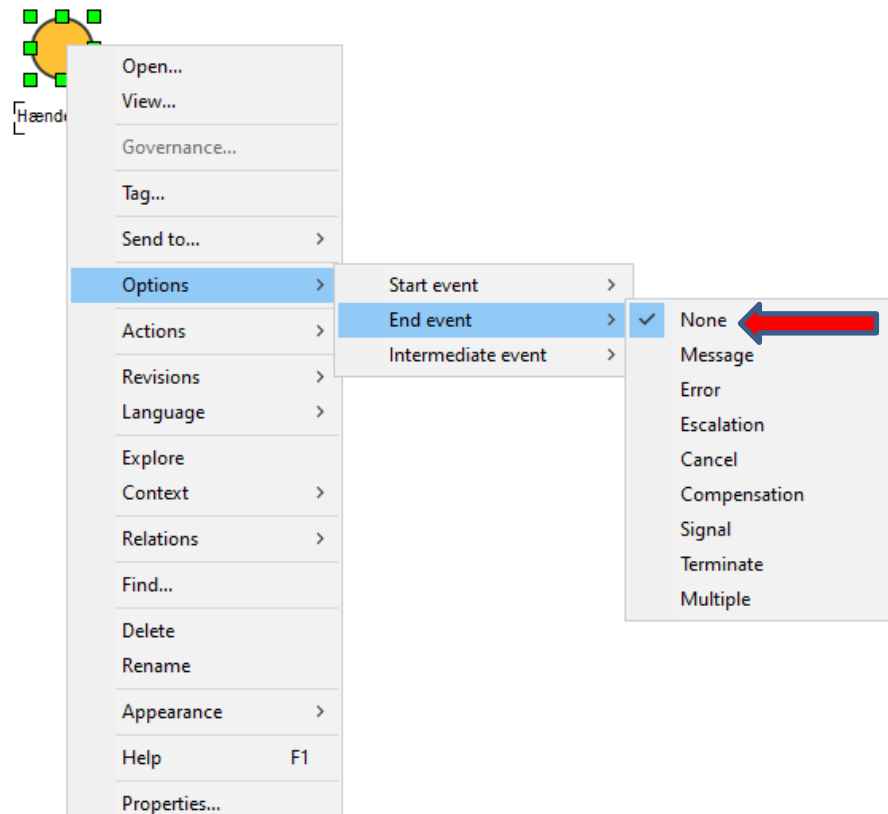 Hænde
Open...
View...
Governance...
Tag...
Send to...
Options
Actions
Revisions
Language
Explore
Context
Relations
Find...
Delete
Rename
Appearance
Help F1
Properties...
Start event
End event
Intermediate event
None
Message
Error
Escalation
Cancel
Compensation
Signal
Terminate
Multiple